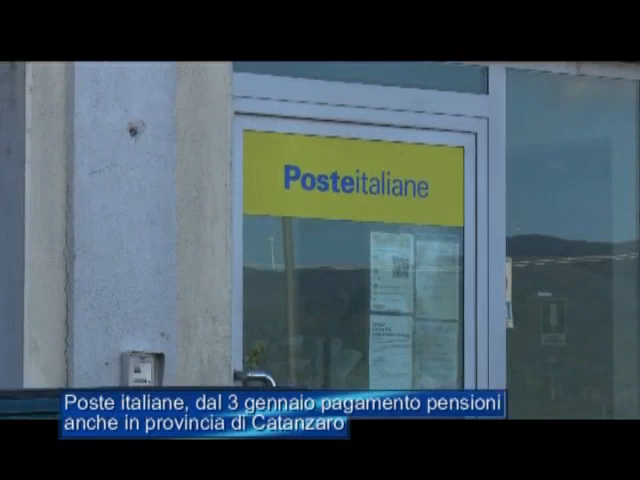 Posteitaliane
Poste italiane, dal 3 gennaio pagamento pensioni
anche in provincia di Catanzaro